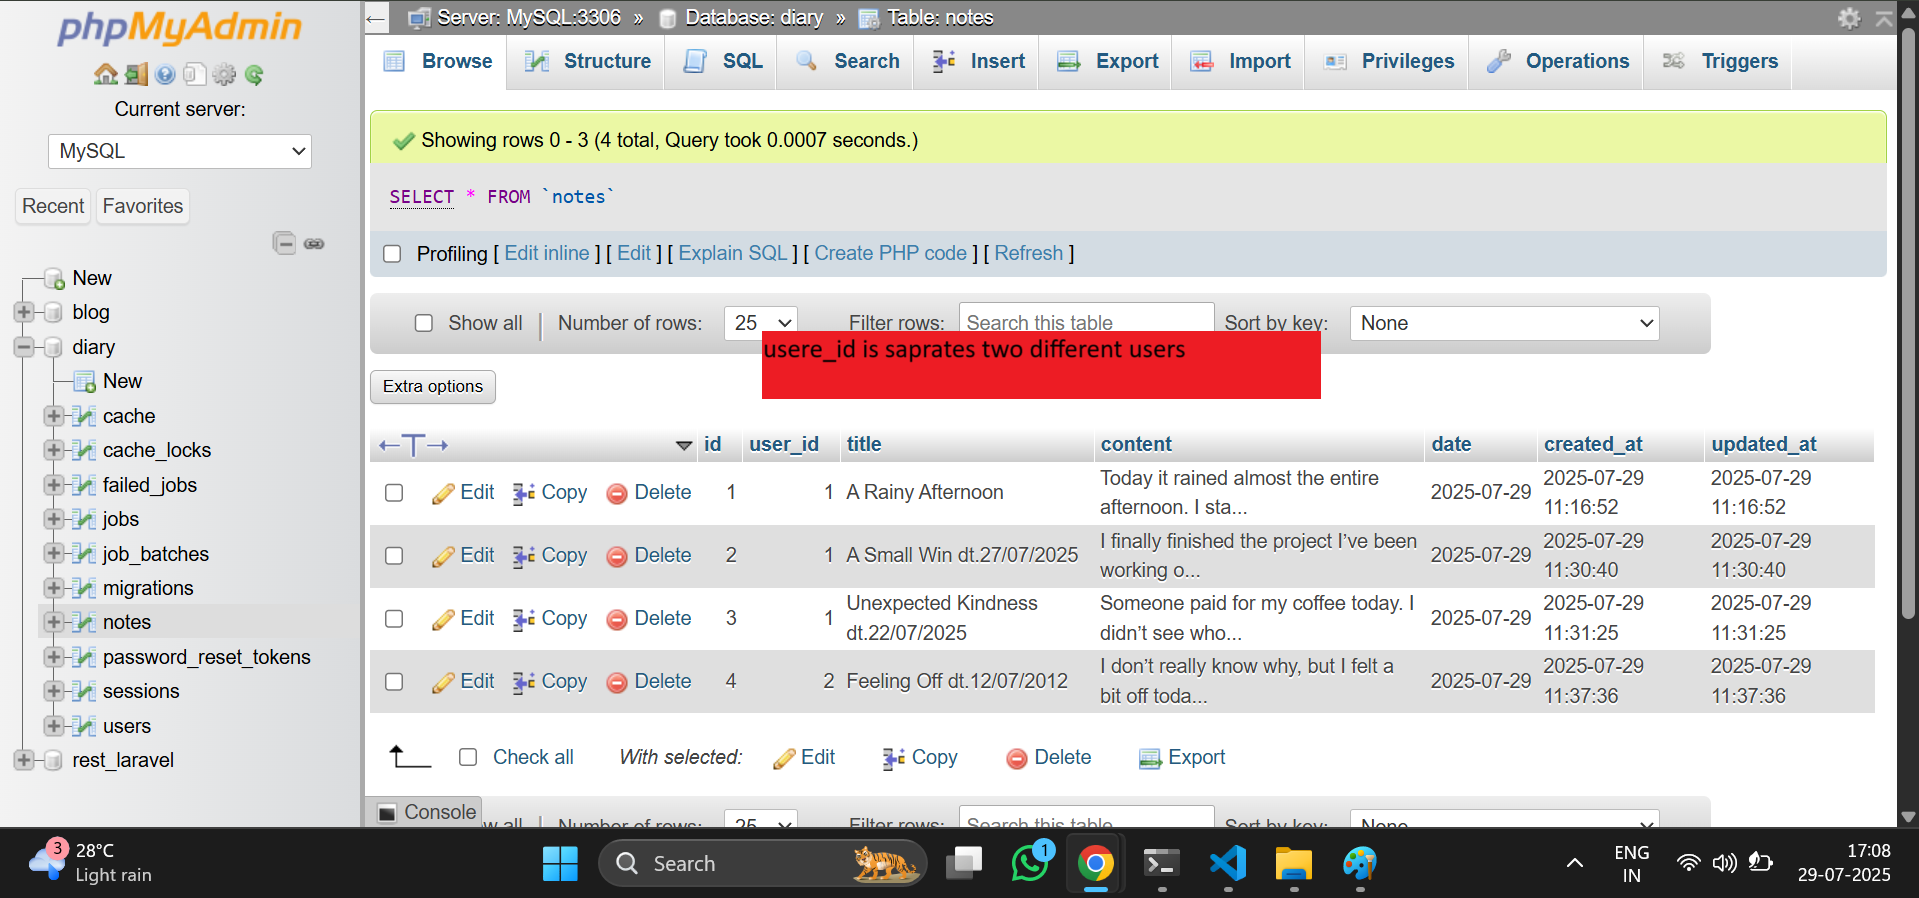 phpMyAdmin
Current server:
MySQL
Recent
Favorites
New
blog
diary
New
cache
cache_locks
failed_jobs
jobs
job_batches
migrations
notes
password_reset_tokens
sessions
users
rest_laravel
Server: MySQL:3306 » Database: diary » Table: notes
Browse Structure SQL Search Insert Export Import Privileges Operations Triggers
Showing rows 0 - 3 (4 total, Query took 0.0007 seconds.)
SELECT * FROM `notes`
Profiling [ Edit inline ] [ Edit ] [ Explain SQL ] [ Create PHP code ] [ Refresh ]
Show all | Number of rows: 25 Filter rows: Search this table Sort by key: None
usere_id is saprates two different users
Extra options
id user_id title content date created_at updated_at
Edit Copy Delete 1 1 A Rainy Afternoon Today it rained almost the entire afternoon. I sta... 2025-07-29 2025-07-29 11:16:52 2025-07-29 11:16:52
Edit Copy Delete 2 1 A Small Win dt.27/07/2025 I finally finished the project I’ve been working o... 2025-07-29 2025-07-29 11:30:40 2025-07-29 11:30:40
Edit Copy Delete 3 1 Unexpected Kindness dt.22/07/2025 Someone paid for my coffee today. I didn’t see who... 2025-07-29 2025-07-29 11:31:25 2025-07-29 11:31:25
Edit Copy Delete 4 2 Feeling Off dt.12/07/2012 I don’t really know why, but I felt a bit off toda... 2025-07-29 2025-07-29 11:37:36 2025-07-29 11:37:36
Check all With selected: Edit Copy Delete Export
Console
w all | Number of rows: 25 Filter rows: Search this table Sort by key: None
3
28°C
Light rain
Search
1
ENG
IN
17:08
29-07-2025